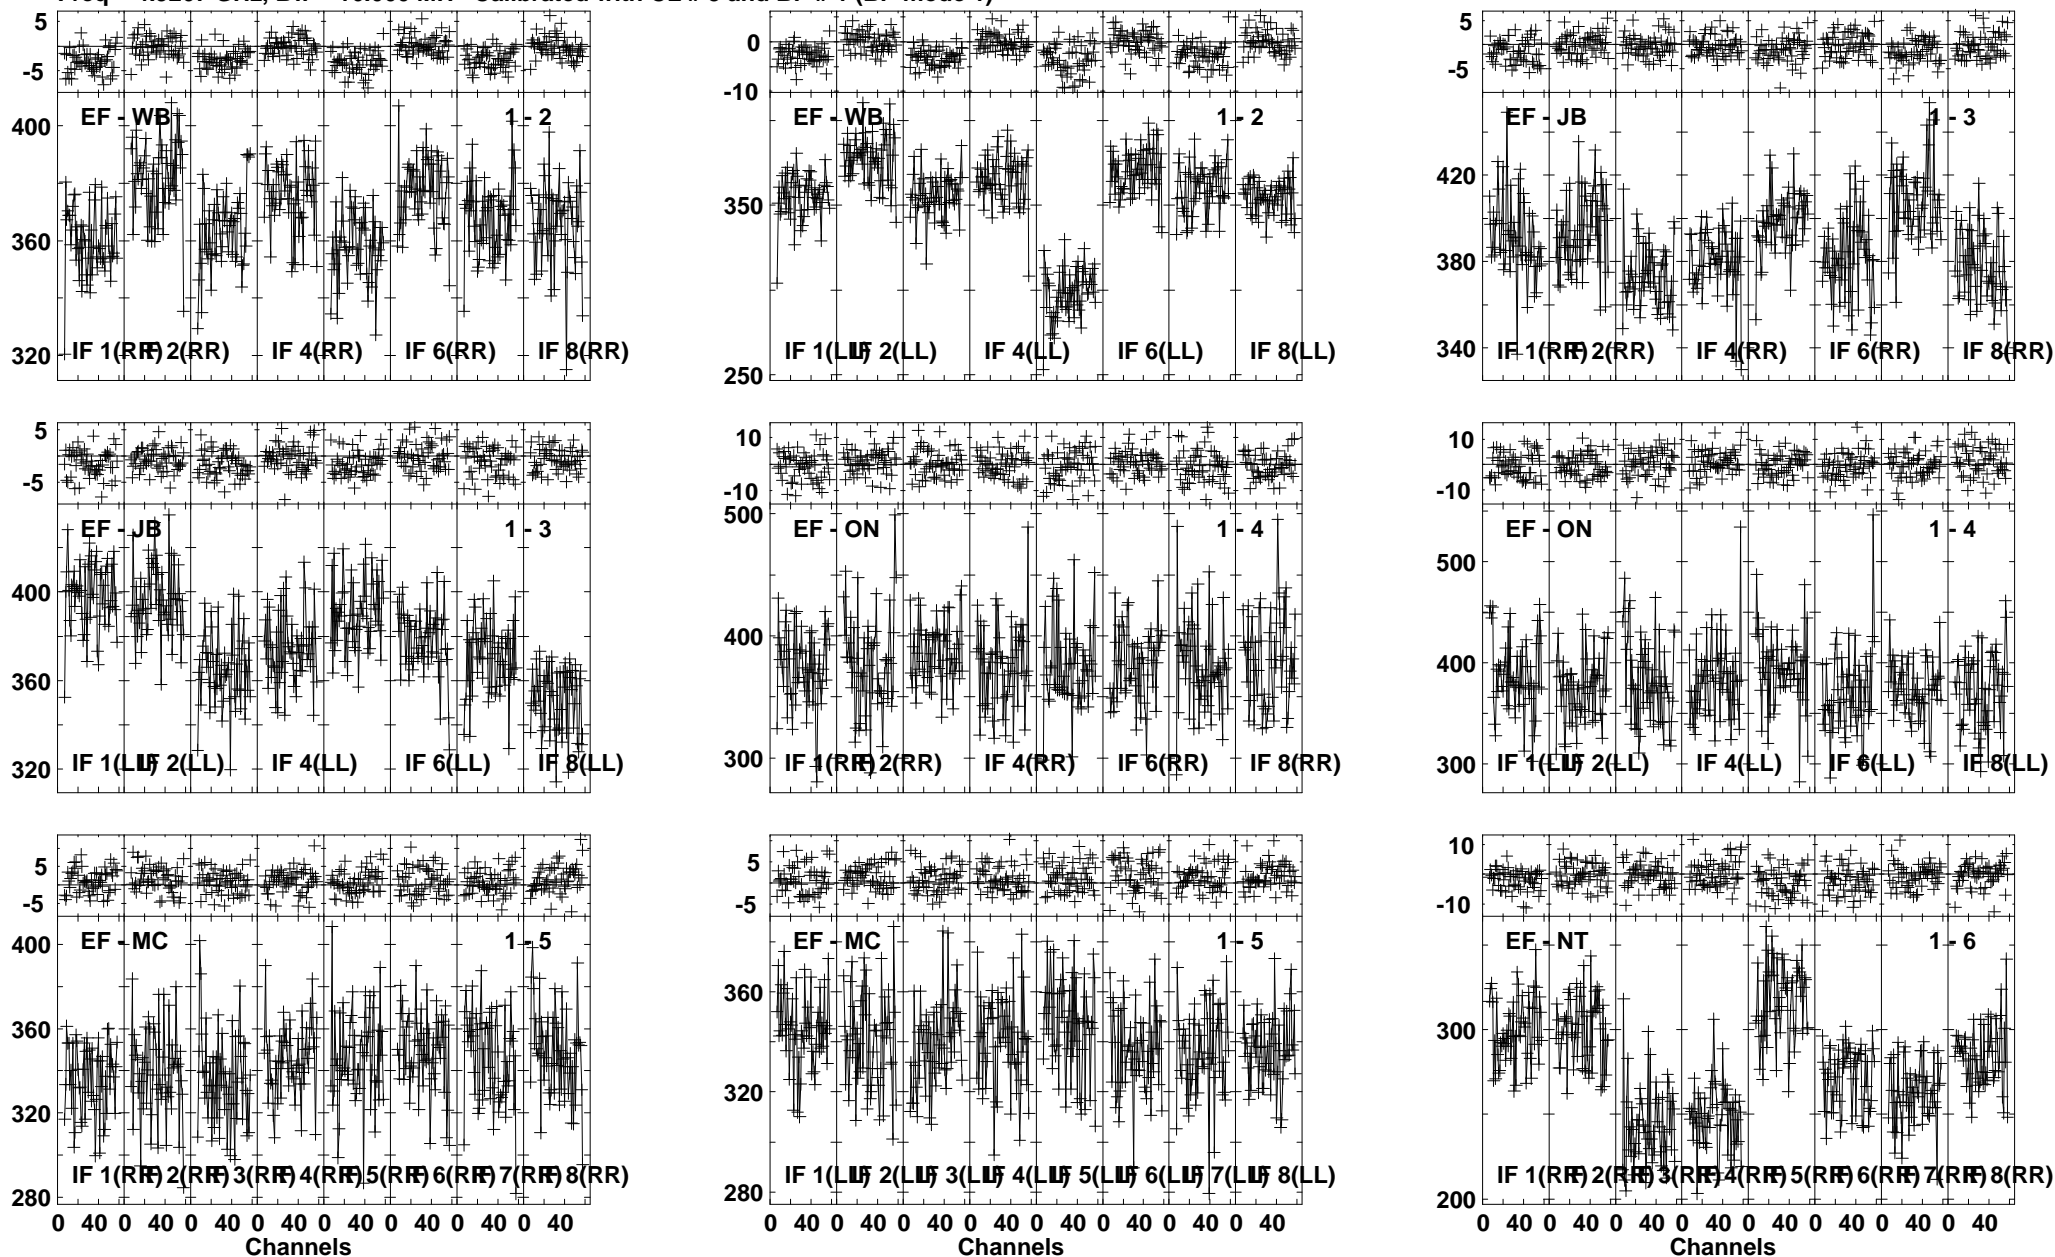 Calibrated with
5
-5
400
360
320
EF - WB
1 - 2
IF 1(RR) IF 2(RR) IF 4(RR) IF 6(RR) IF 8(RR)
0
-10
350
250
EF - WB
1 - 2
IF 1(LL) IF 2(LL) IF 4(LL) IF 6(LL) IF 8(LL)
5
-5
420
380
340
EF - JB
1 - 3
IF 1(RR) IF 2(RR) IF 4(RR) IF 6(RR) IF 8(RR)
5
-5
400
360
320
EF - JB
1 - 3
IF 1(LL) IF 2(LL) IF 4(LL) IF 6(LL) IF 8(LL)
10
-10
500
400
300
EF - ON
1 - 4
IF 1(RR) IF 2(RR) IF 4(RR) IF 6(RR) IF 8(RR)
10
-10
500
400
300
EF - ON
1 - 4
IF 1(LL) IF 2(LL) IF 4(LL) IF 6(LL) IF 8(LL)
5
-5
400
360
320
280
EF - MC
1 - 5
IF 1(RR) IF 2(RR) IF 3(RR) IF 4(RR) IF 5(RR) IF 6(RR) IF 7(RR) IF 8(RR)
0 40 0 40 0 40 0 40 0 40 0 40 0 40 0 40
Channels
5
-5
360
320
280
EF - MC
1 - 5
IF 1(LL) IF 2(LL) IF 3(LL) IF 4(LL) IF 5(LL) IF 6(LL) IF 7(LL) IF 8(LL)
0 40 0 40 0 40 0 40 0 40 0 40 0 40 0 40
Channels
10
-10
300
200
EF - NT
1 - 6
IF 1(RR) IF 2(RR) IF 3(RR) IF 4(RR) IF 5(RR) IF 6(RR) IF 7(RR) IF 8(RR)
0 40 0 40 0 40 0 40 0 40 0 40 0 40 0 40
Channels